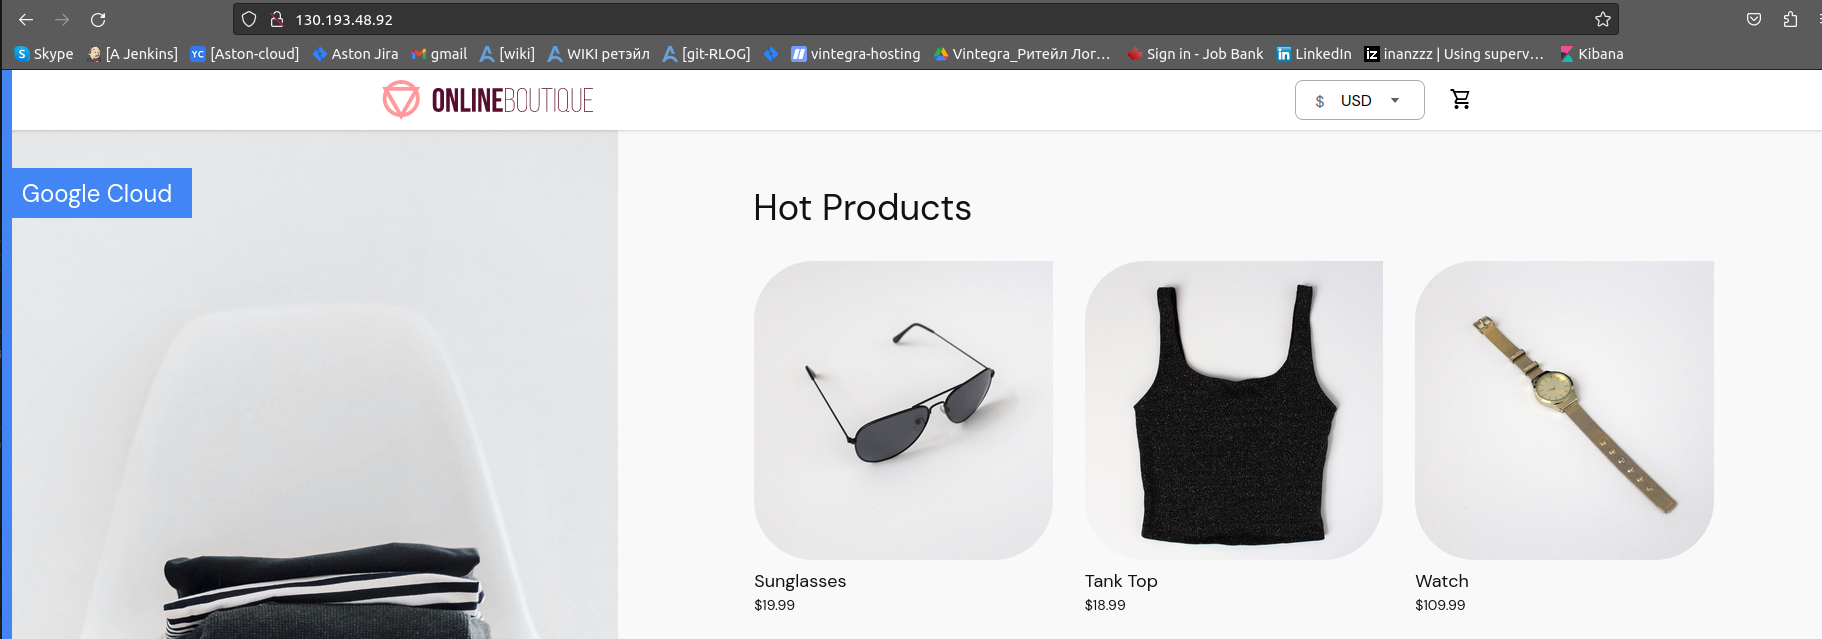 130.193.48.92
Skype [A Jenkins] [Aston-cloud] Aston Jira gmail [wiki] WIKI ретэйл [git-RLOG] vintegra-hosting Vintegra_Ритейл Лог… Sign in - Job Bank LinkedIn inanzzz | Using superv… Kibana
ONLINEBOUTIQUE
$ USD
Google Cloud
Hot Products
Sunglasses
$19.99
Tank Top
$18.99
Watch
$109.99